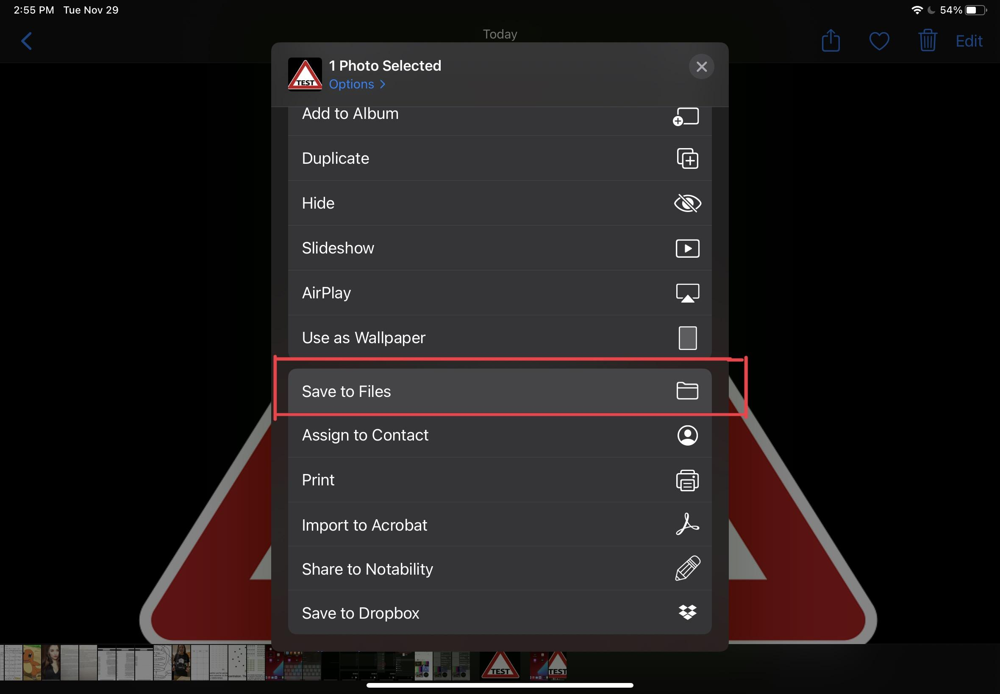 2:55 PM Tue Nov 29
54%
Today
Edit
TEST
1 Photo Selected
Options
Add to Album
Duplicate
Hide
Slideshow
AirPlay
Use as Wallpaper
Save to Files
Assign to Contact
Print
Import to Acrobat
Share to Notability
Save to Dropbox
TEST
TEST